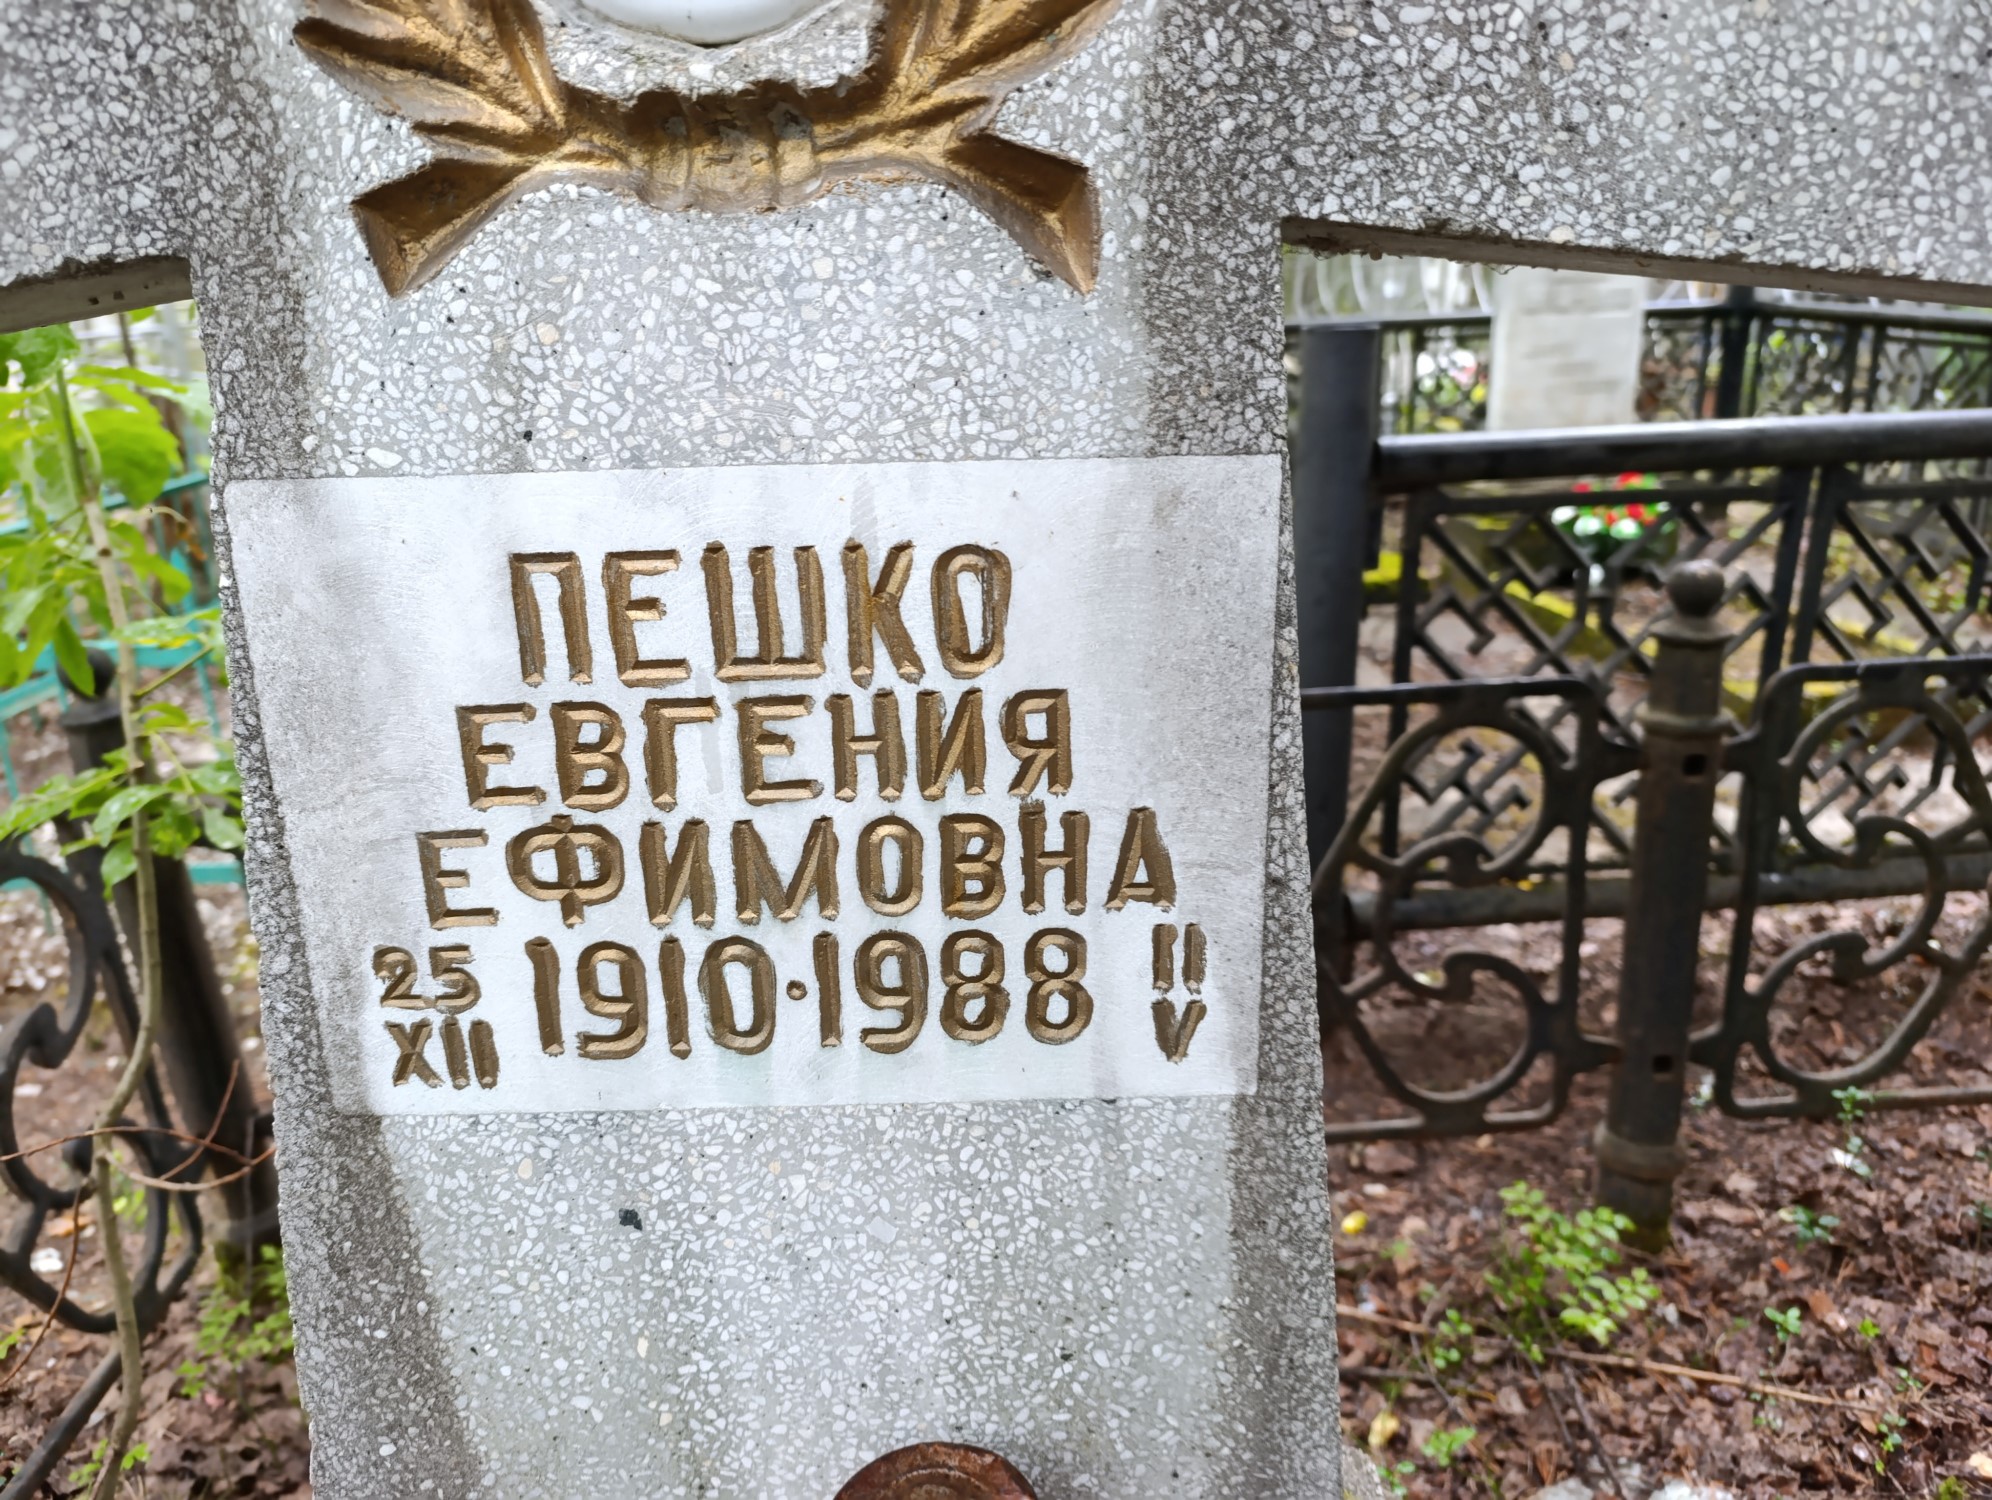 ПЕШКО
ЕВГЕНИЯ
ЕФИМОВНА
25 1910·1988 11
XII V